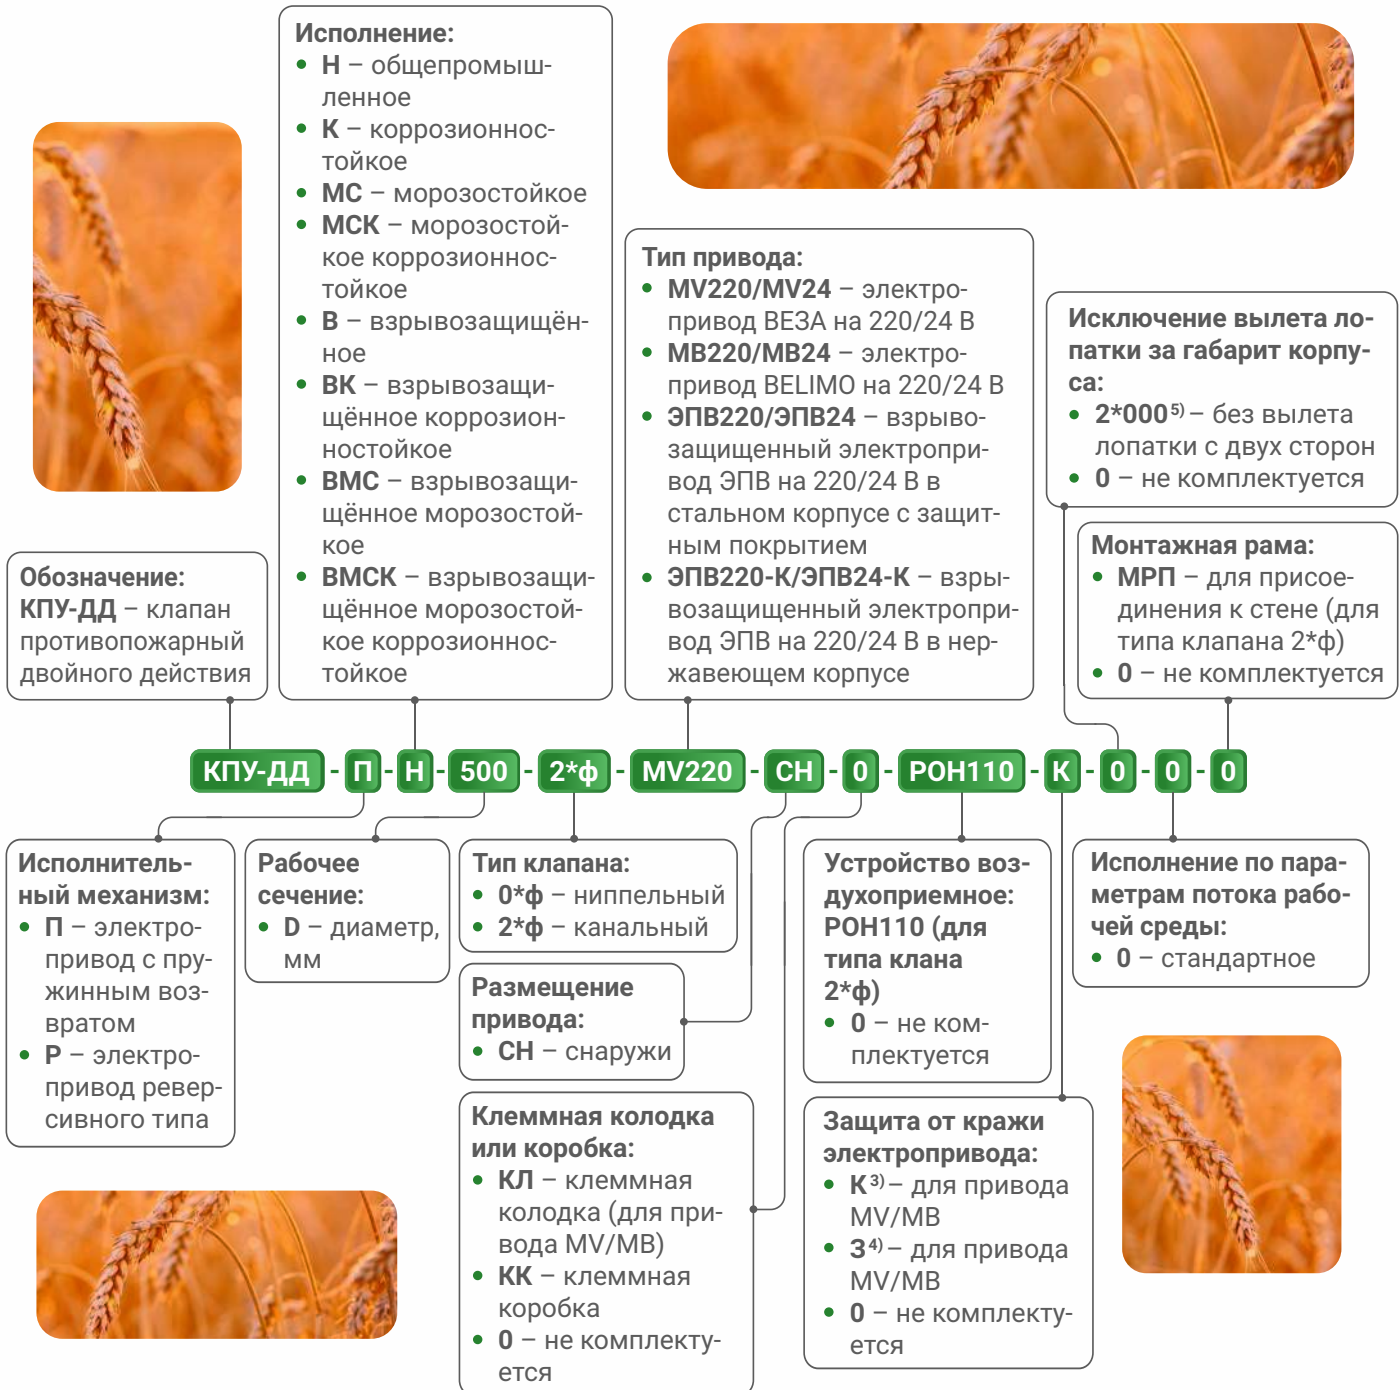 Исполнение:
• Н – общепромыш-
ленное
• К – коррозионнос-
тойкое
• МС – морозостойкое
• МСК – морозостой-
кое коррозионнос-
тойкое
• В – взрывозащищён-
ное
• ВК – взрывозащи-
щённое коррозион-
ностойкое
• ВМС – взрывозащи-
щённое морозостой-
кое
• ВМСК – взрывозащи-
щённое морозостой-
кое коррозионнос-
тойкое
Тип привода:
• MV220/MV24 – электро-
привод ВЕЗА на 220/24 В
• MB220/MB24 – электро-
привод BELIMO на 220/24 В
• ЭПВ220/ЭПВ24 – взрыво-
защищенный электропри-
вод ЭПВ на 220/24 В в
стальном корпусе с защит-
ным покрытием
• ЭПВ220-К/ЭПВ24-К – взры-
возащищенный электропри-
вод ЭПВ на 220/24 В в нер-
жавеющем корпусе
Исключение вылета ло-
патки за габарит корпу-
са:
• 2*000⁵⁾ – без вылета
лопатки с двух сторон
• 0 – не комплектуется
Монтажная рама:
• МРП – для присое-
динения к стене (для
типа клапана 2*ф)
• 0 – не комплектуется
Обозначение:
КПУ-ДД – клапан
противопожарный
двойного действия
КПУ-ДД - П - Н - 500 - 2*ф - MV220 - СН - 0 - РОН110 - К - 0 - 0 - 0
Исполнитель-
ный механизм:
• П – электро-
привод с пру-
жинным воз-
вратом
• Р – электро-
привод ревер-
сивного типа
Рабочее
сечение:
• D – диаметр,
мм
Тип клапана:
• 0*ф – ниппельный
• 2*ф – канальный
Размещение
привода:
• СН – снаружи
Клеммная колодка
или коробка:
• КЛ – клеммная
колодка (для при-
вода MV/MB)
• КК – клеммная
коробка
• 0 – не комплекту-
ется
Устройство воз-
духоприемное:
РОН110 (для
типа клана
2*ф)
• 0 – не ком-
плектуется
Защита от кражи
электропривода:
• К³⁾ – для привода
MV/MB
• З⁴⁾ – для привода
MV/MB
• 0 – не комплекту-
ется
Исполнение по пара-
метрам потока рабо-
чей среды:
• 0 – стандартное